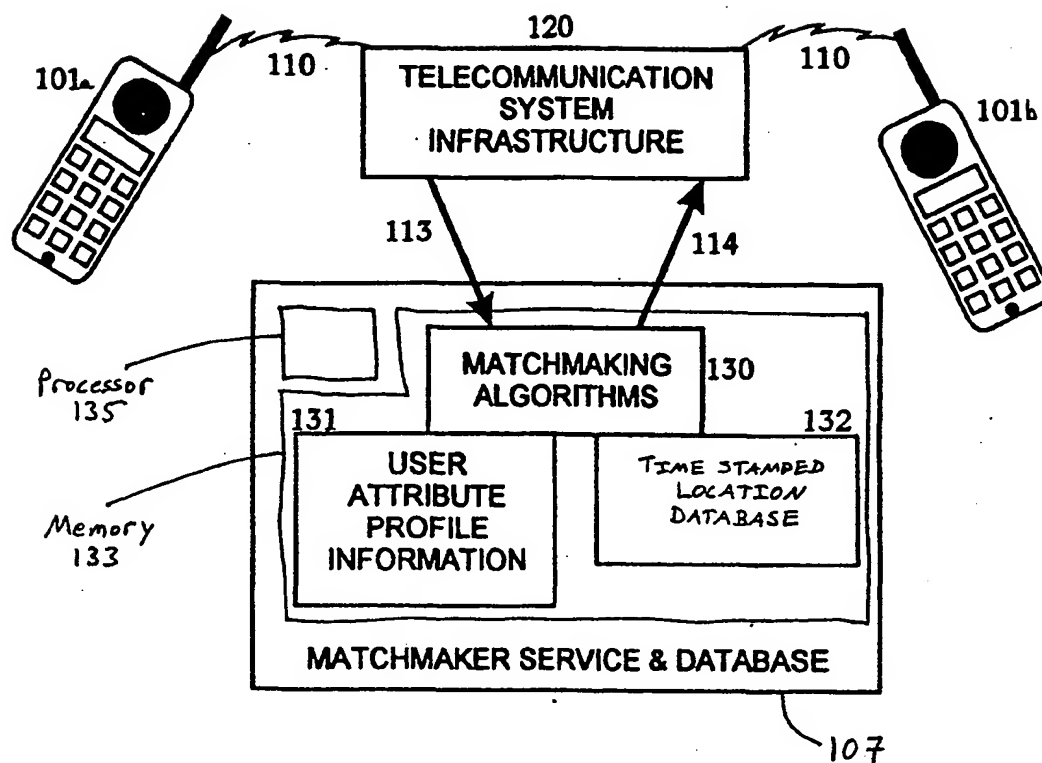 120
110
110
101a
101b
TELECOMMUNICATION
SYSTEM
INFRASTRUCTURE
113
114
MATCHMAKING
ALGORITHMS
130
Processor
135
131
132
USER
ATTRIBUTE
PROFILE
INFORMATION
TIME STAMPED
LOCATION
DATABASE
Memory
133
MATCHMAKER SERVICE & DATABASE
107